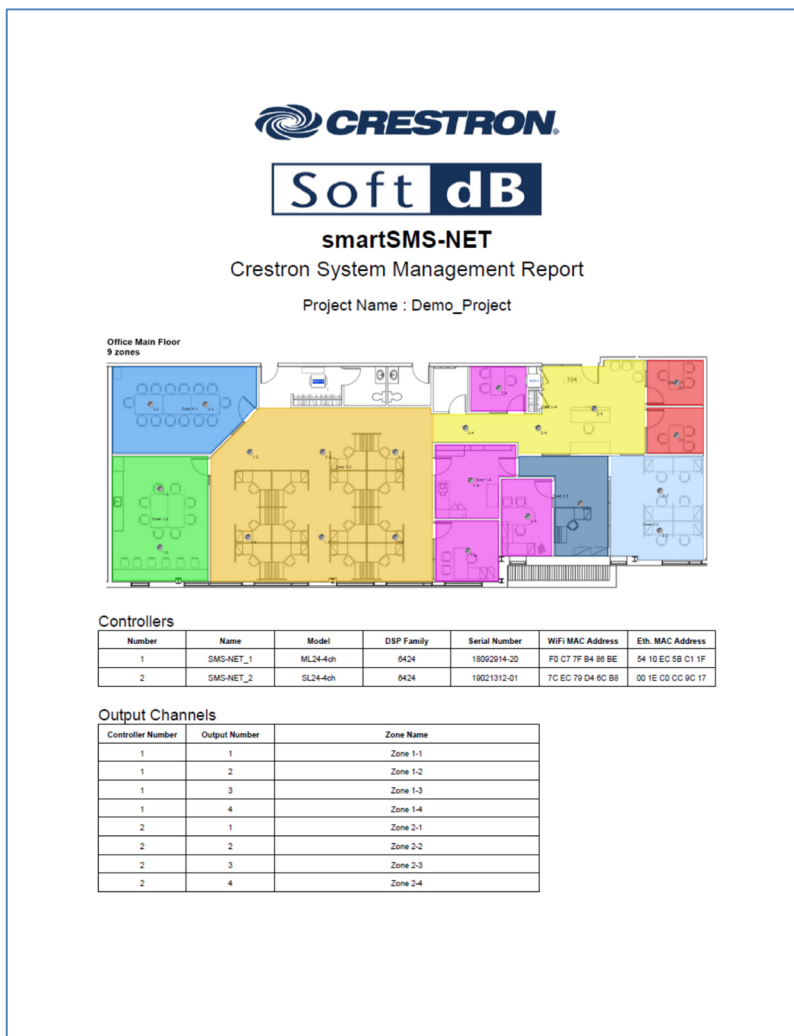 CRESTRON®
Soft dB
smartSMS-NET
Crestron System Management Report
Project Name : Demo_Project
Office Main Floor
9 zones
104
Controllers
Number Name Model DSP Family Serial Number WiFi MAC Address Eth. MAC Address
1 SMS-NET_1 ML24-4ch 6424 18092914-20 F0 C7 7F B4 86 BE 54 10 EC 5B C1 1F
2 SMS-NET_2 SL24-4ch 6424 19021312-01 7C EC 79 D4 6C B8 00 1E C0 CC 9C 17
Output Channels
Controller Number Output Number Zone Name
1 1 Zone 1-1
1 2 Zone 1-2
1 3 Zone 1-3
1 4 Zone 1-4
2 1 Zone 2-1
2 2 Zone 2-2
2 3 Zone 2-3
2 4 Zone 2-4